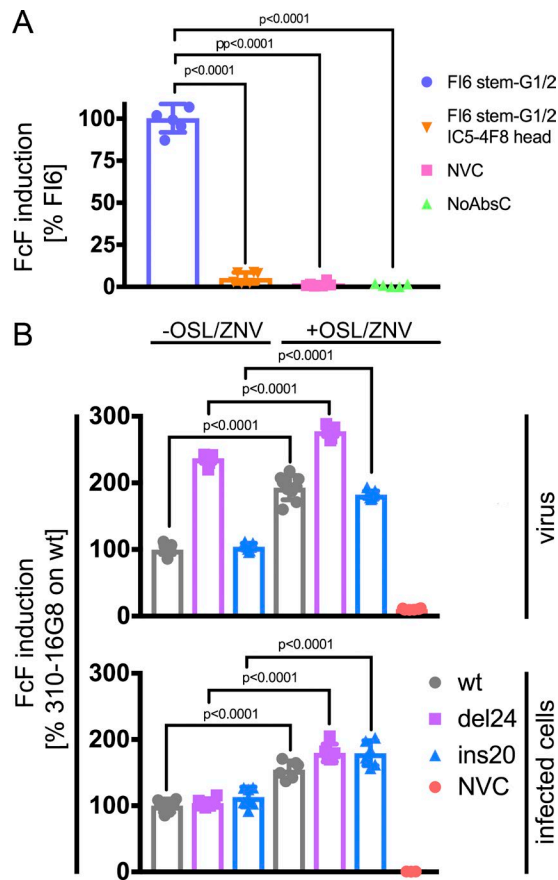 A
p<0.0001
pp<0.0001
p<0.0001
FcF induction
[% FI6]
100
75
50
25
0
FI6 stem-G1/2
FI6 stem-G1/2
IC5-4F8 head
NVC
NoAbsC
B
-OSL/ZNV
+OSL/ZNV
p<0.0001
p<0.0001
p<0.0001
300
200
100
0
virus
FcF induction
[% 310-16G8 on wt]
p<0.0001
p<0.0001
p<0.0001
300
200
100
0
wt
del24
ins20
NVC
infected cells